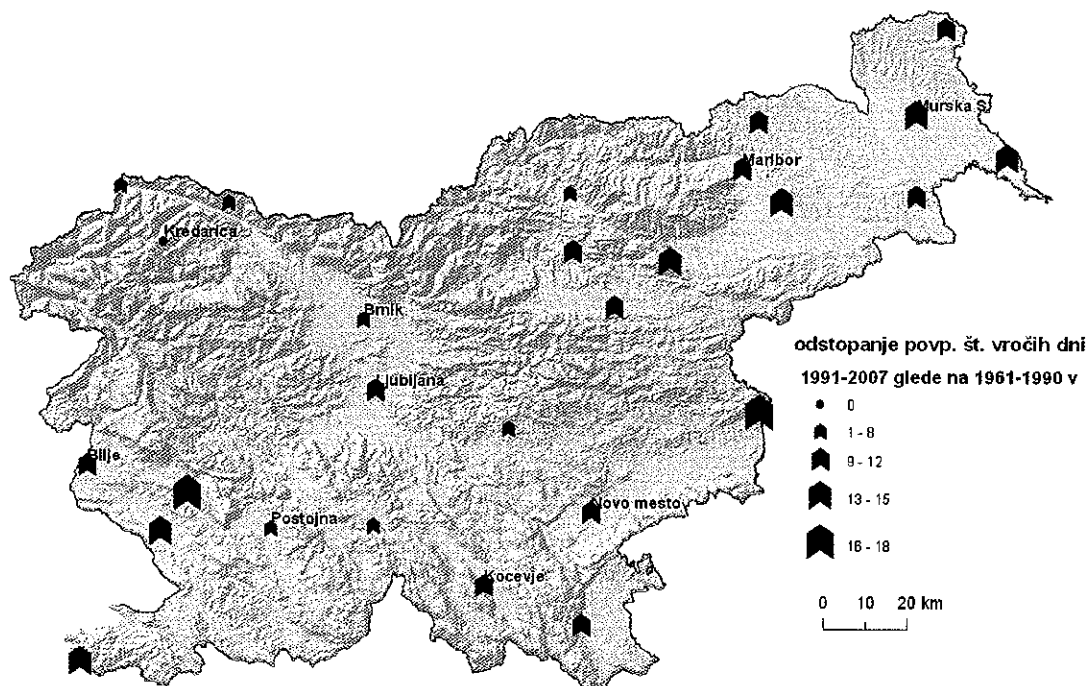 Murska S.
Maribor
Kredarica
Brnik
Ljubljana
Bilje
Postojna
Novo mesto
Kocevje
odstopanje povp. št. vročih dni
1991-2007 glede na 1961-1990 v
0
1 - 8
9 - 12
13 - 15
16 - 18
0 10 20 km